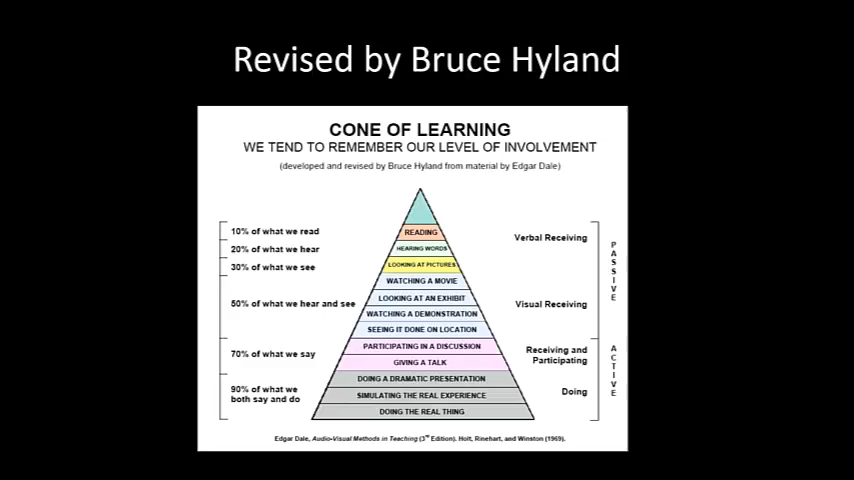 Revised by Bruce Hyland
CONE OF LEARNING
WE TEND TO REMEMBER OUR LEVEL OF INVOLVEMENT
(developed and revised by Bruce Hyland from material by Edgar Dale)
10% of what we read
20% of what we hear
30% of what we see
50% of what we hear and see
70% of what we say
90% of what we
both say and do
READING
HEARING WORDS
LOOKING AT PICTURES
WATCHING A MOVIE
LOOKING AT AN EXHIBIT
WATCHING A DEMONSTRATION
SEEING IT DONE ON LOCATION
PARTICIPATING IN A DISCUSSION
GIVING A TALK
DOING A DRAMATIC PRESENTATION
SIMULATING THE REAL EXPERIENCE
DOING THE REAL THING
Verbal Receiving
Visual Receiving
Receiving and
Participating
Doing
PASSIVE
ACTIVE
Edgar Dale, Audio-Visual Methods in Teaching (3rd Edition). Holt, Rinehart, and Winston (1969).